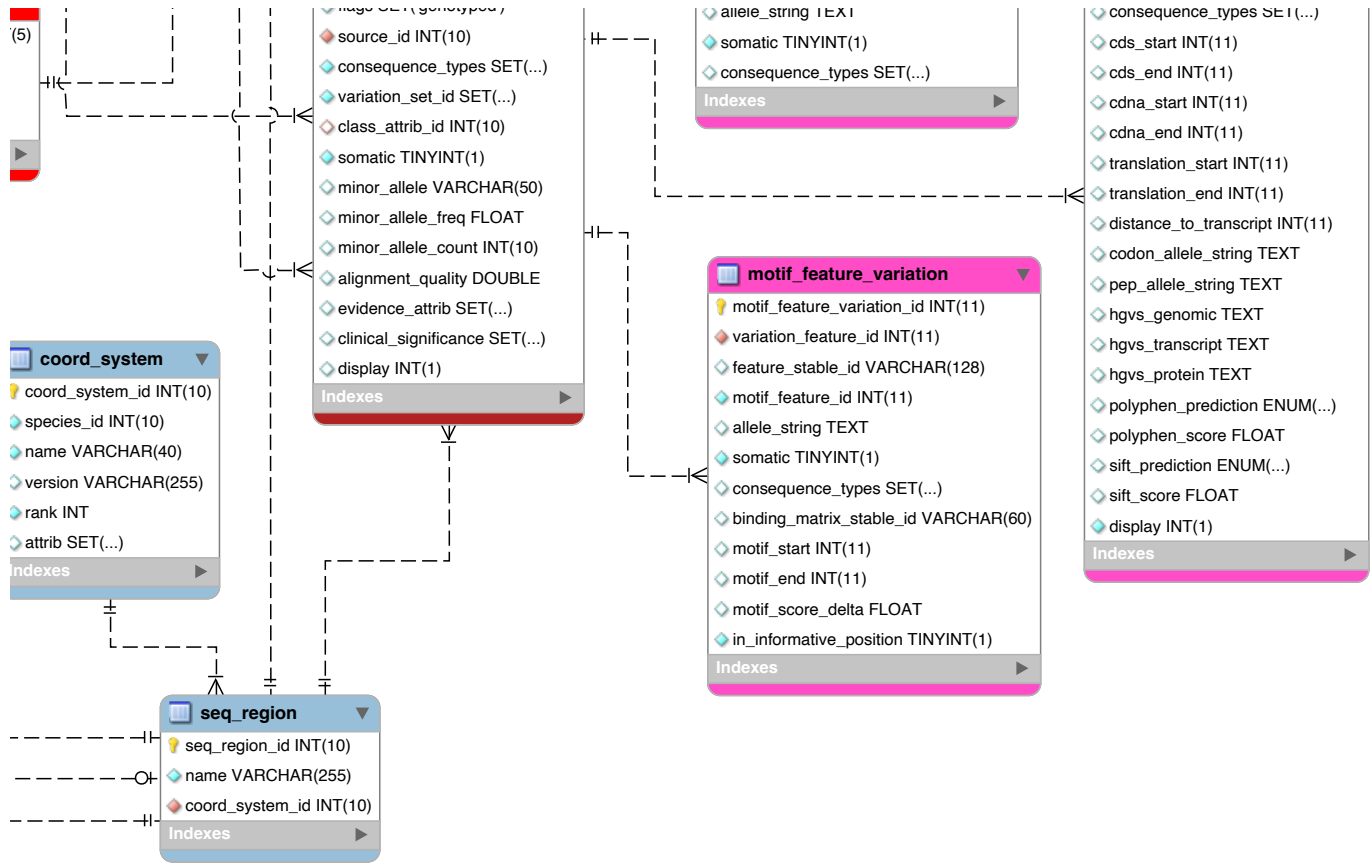 (5)
flags SET('genotyped')
source_id INT(10)
consequence_types SET(...)
variation_set_id SET(...)
class_attrib_id INT(10)
somatic TINYINT(1)
minor_allele VARCHAR(50)
minor_allele_freq FLOAT
minor_allele_count INT(10)
alignment_quality DOUBLE
evidence_attrib SET(...)
clinical_significance SET(...)
display INT(1)
Indexes
allele_string TEXT
somatic TINYINT(1)
consequence_types SET(...)
Indexes
consequence_types SET(...)
cds_start INT(11)
cds_end INT(11)
cdna_start INT(11)
cdna_end INT(11)
translation_start INT(11)
translation_end INT(11)
distance_to_transcript INT(11)
codon_allele_string TEXT
pep_allele_string TEXT
hgvs_genomic TEXT
hgvs_transcript TEXT
hgvs_protein TEXT
polyphen_prediction ENUM(...)
polyphen_score FLOAT
sift_prediction ENUM(...)
sift_score FLOAT
display INT(1)
Indexes
motif_feature_variation
motif_feature_variation_id INT(11)
variation_feature_id INT(11)
feature_stable_id VARCHAR(128)
motif_feature_id INT(11)
allele_string TEXT
somatic TINYINT(1)
consequence_types SET(...)
binding_matrix_stable_id VARCHAR(60)
motif_start INT(11)
motif_end INT(11)
motif_score_delta FLOAT
in_informative_position TINYINT(1)
Indexes
coord_system
coord_system_id INT(10)
species_id INT(10)
name VARCHAR(40)
version VARCHAR(255)
rank INT
attrib SET(...)
Indexes
seq_region
seq_region_id INT(10)
name VARCHAR(255)
coord_system_id INT(10)
Indexes